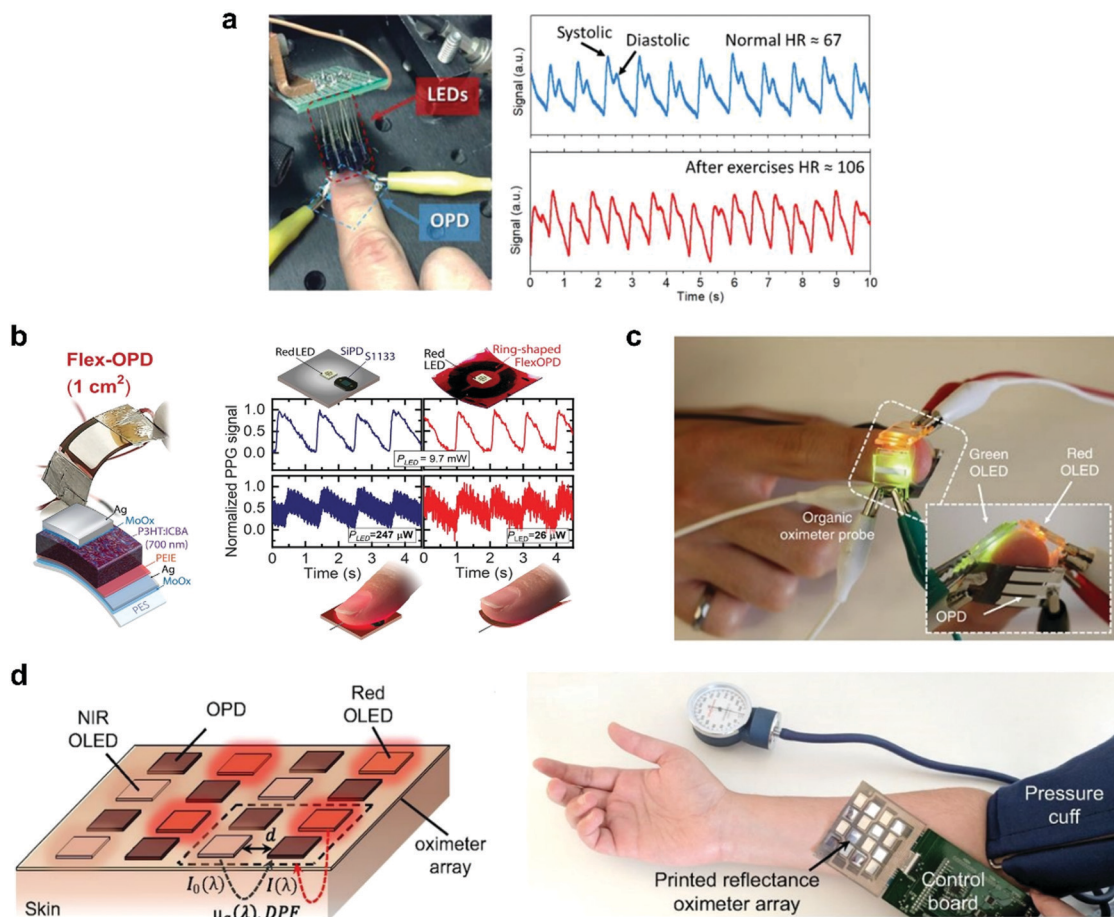 a
LEDs
OPD
Systolic
Diastolic
Normal HR ≈ 67
Signal (a.u.)
After exercises HR ≈ 106
Signal (a.u.)
0 1 2 3 4 5 6 7 8 9 10
Time (s)
b
Flex-OPD
(1 cm²)
Ag
MoOx
P3HT:ICBA
(700 nm)
PEIE
Ag
MoOx
PES
Red LED
SiPD
S1133
Red
LED
Ring-shaped
FlexOPD
Normalized PPG signal
1.0
0.5
0.0
P_LED = 9.7 mW
1.0
0.5
0.0
P_LED=247 µW
P_LED=26 µW
0 1 2 3 4
0 1 2 3 4
Time (s)
Time (s)
c
Green
OLED
Red
OLED
Organic
oximeter probe
OPD
d
NIR
OLED
OPD
Red
OLED
d
oximeter
array
I₀(λ)
I(λ)
Skin
Pressure
cuff
Printed reflectance
oximeter array
Control
board